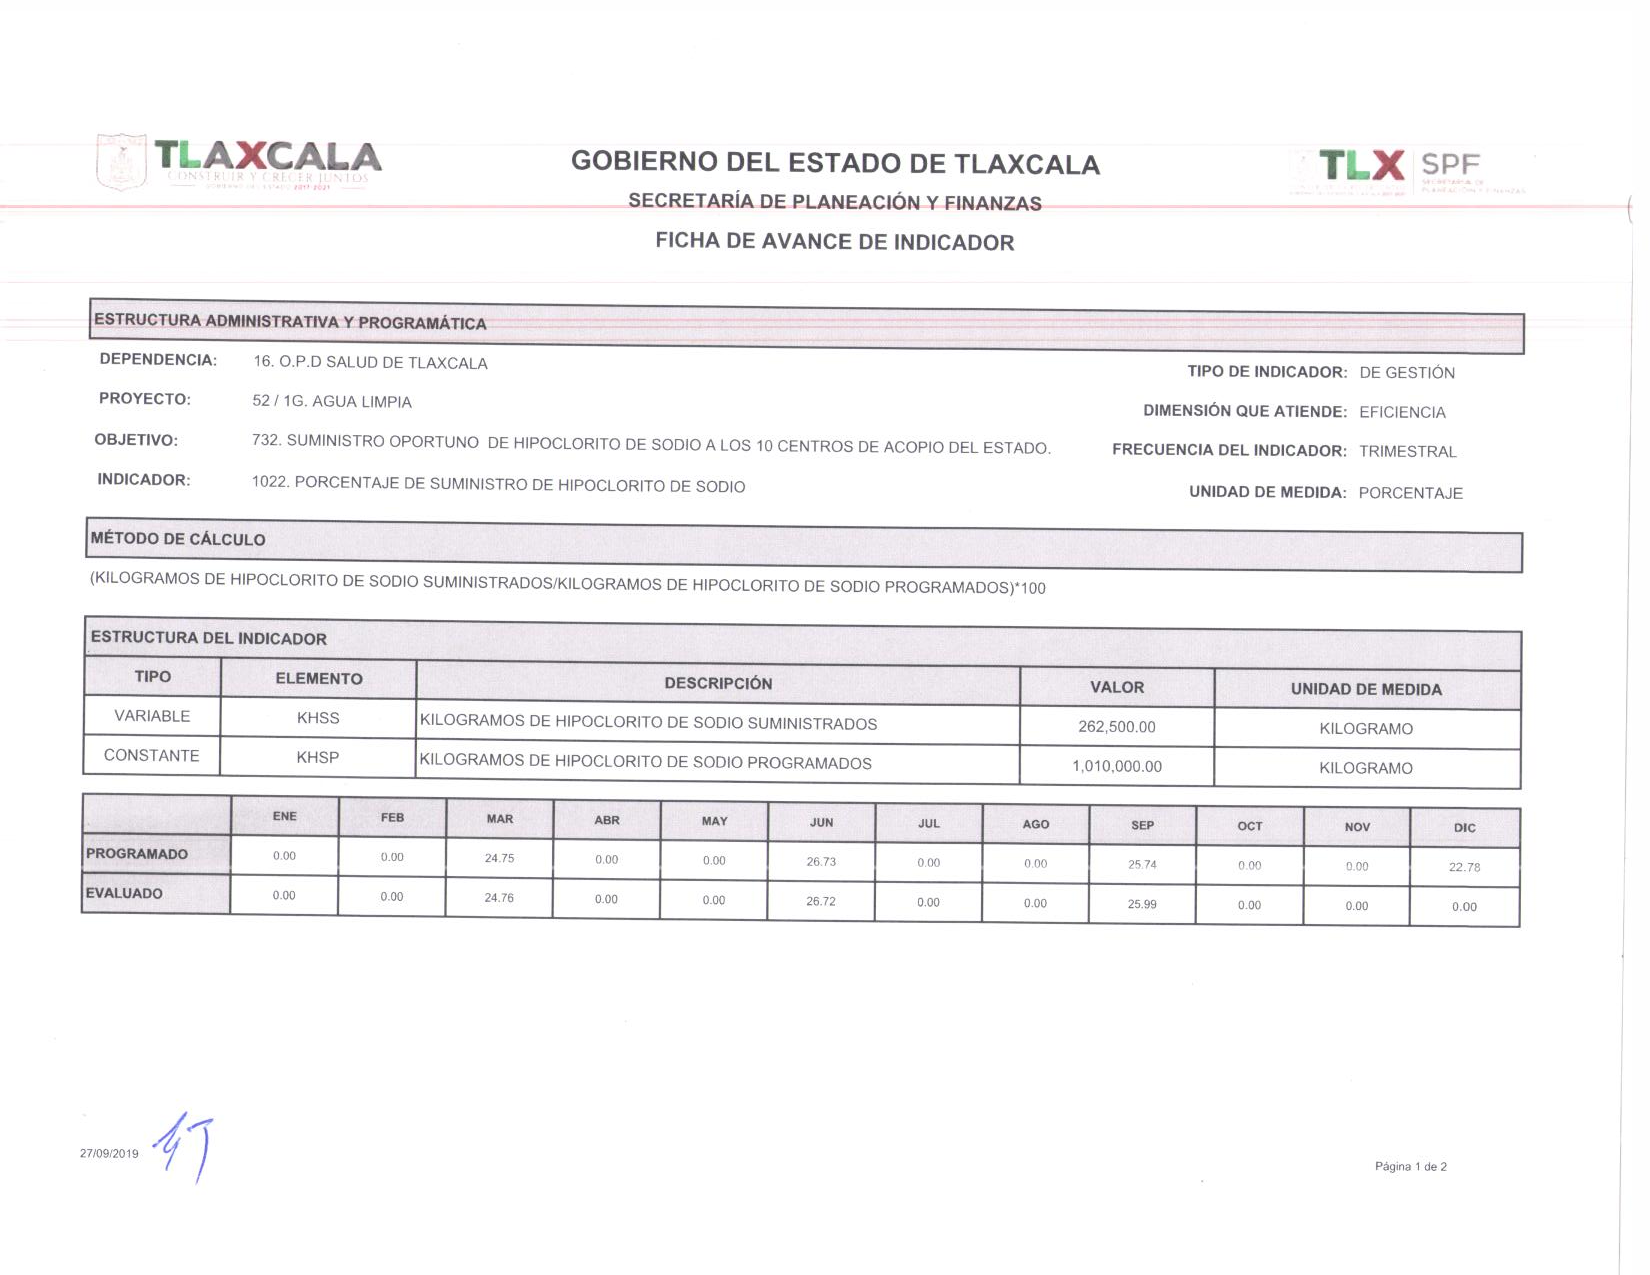 TLAXCALA
CONSTRUIR Y CRECER JUNTOS
GOBIERNO DEL ESTADO 2017-2021
GOBIERNO DEL ESTADO DE TLAXCALA
SECRETARÍA DE PLANEACIÓN Y FINANZAS
FICHA DE AVANCE DE INDICADOR
TLX SPF
SECRETARÍA DE
PLANEACIÓN Y FINANZAS
ESTRUCTURA ADMINISTRATIVA Y PROGRAMÁTICA
DEPENDENCIA: 16. O.P.D SALUD DE TLAXCALA
TIPO DE INDICADOR: DE GESTIÓN
PROYECTO: 52 / 1G. AGUA LIMPIA
DIMENSIÓN QUE ATIENDE: EFICIENCIA
OBJETIVO: 732. SUMINISTRO OPORTUNO DE HIPOCLORITO DE SODIO A LOS 10 CENTROS DE ACOPIO DEL ESTADO.
FRECUENCIA DEL INDICADOR: TRIMESTRAL
INDICADOR: 1022. PORCENTAJE DE SUMINISTRO DE HIPOCLORITO DE SODIO
UNIDAD DE MEDIDA: PORCENTAJE
MÉTODO DE CÁLCULO
(KILOGRAMOS DE HIPOCLORITO DE SODIO SUMINISTRADOS/KILOGRAMOS DE HIPOCLORITO DE SODIO PROGRAMADOS)*100
ESTRUCTURA DEL INDICADOR
TIPO ELEMENTO DESCRIPCIÓN VALOR UNIDAD DE MEDIDA
VARIABLE KHSS KILOGRAMOS DE HIPOCLORITO DE SODIO SUMINISTRADOS 262,500.00 KILOGRAMO
CONSTANTE KHSP KILOGRAMOS DE HIPOCLORITO DE SODIO PROGRAMADOS 1,010,000.00 KILOGRAMO
ENE FEB MAR ABR MAY JUN JUL AGO SEP OCT NOV DIC
PROGRAMADO 0.00 0.00 24.75 0.00 0.00 26.73 0.00 0.00 25.74 0.00 0.00 22.78
EVALUADO 0.00 0.00 24.76 0.00 0.00 26.72 0.00 0.00 25.99 0.00 0.00 0.00
27/09/2019
Página 1 de 2